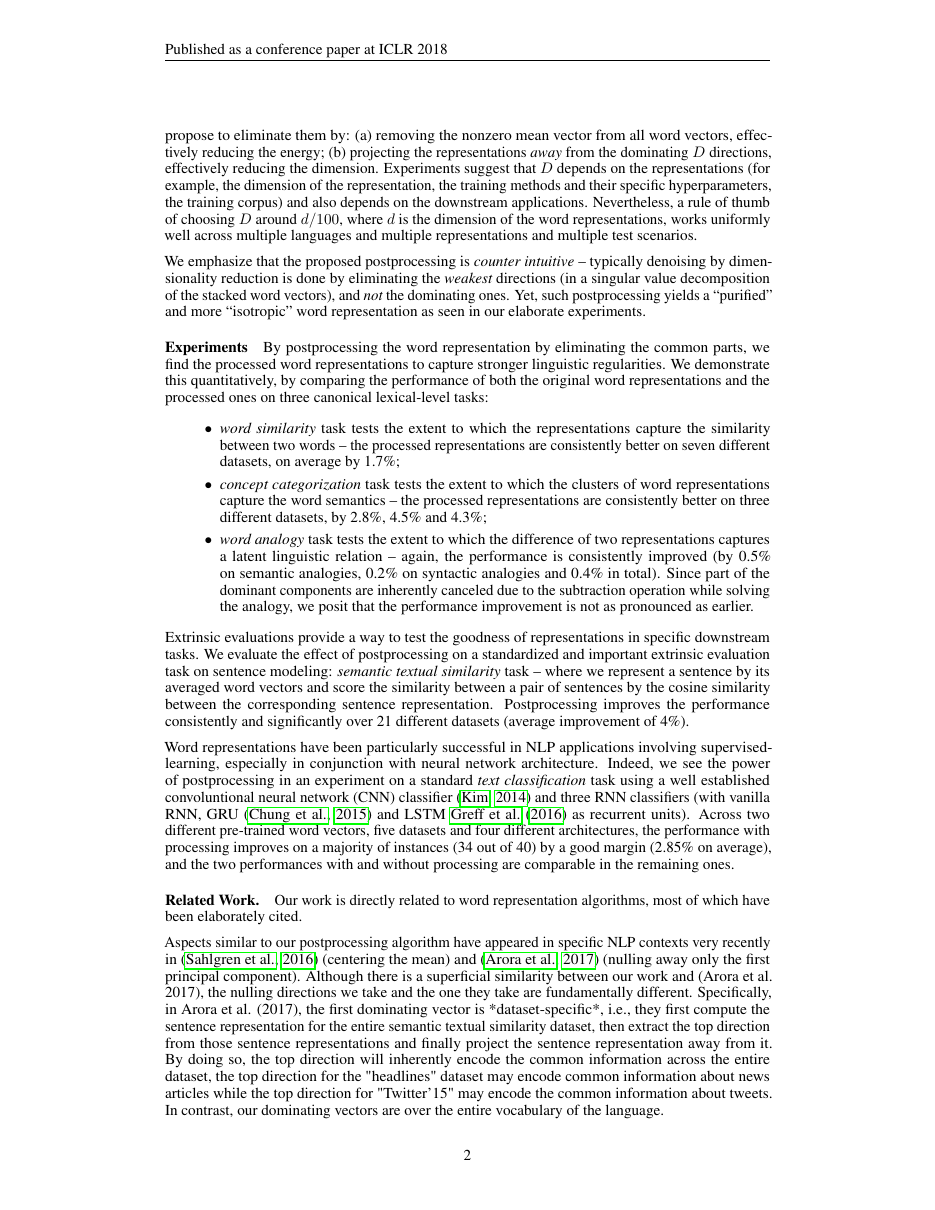 Published as a conference paper at ICLR 2018
propose to eliminate them by: (a) removing the nonzero mean vector from all word vectors, effec-
tively reducing the energy; (b) projecting the representations away from the dominating D directions,
effectively reducing the dimension. Experiments suggest that D depends on the representations (for
example, the dimension of the representation, the training methods and their specific hyperparameters,
the training corpus) and also depends on the downstream applications. Nevertheless, a rule of thumb
of choosing D around d/100, where d is the dimension of the word representations, works uniformly
well across multiple languages and multiple representations and multiple test scenarios.
We emphasize that the proposed postprocessing is counter intuitive – typically denoising by dimen-
sionality reduction is done by eliminating the weakest directions (in a singular value decomposition
of the stacked word vectors), and not the dominating ones. Yet, such postprocessing yields a “purified”
and more “isotropic” word representation as seen in our elaborate experiments.
Experiments By postprocessing the word representation by eliminating the common parts, we
find the processed word representations to capture stronger linguistic regularities. We demonstrate
this quantitatively, by comparing the performance of both the original word representations and the
processed ones on three canonical lexical-level tasks:
• word similarity task tests the extent to which the representations capture the similarity
between two words – the processed representations are consistently better on seven different
datasets, on average by 1.7%;
• concept categorization task tests the extent to which the clusters of word representations
capture the word semantics – the processed representations are consistently better on three
different datasets, by 2.8%, 4.5% and 4.3%;
• word analogy task tests the extent to which the difference of two representations captures
a latent linguistic relation – again, the performance is consistently improved (by 0.5%
on semantic analogies, 0.2% on syntactic analogies and 0.4% in total). Since part of the
dominant components are inherently canceled due to the subtraction operation while solving
the analogy, we posit that the performance improvement is not as pronounced as earlier.
Extrinsic evaluations provide a way to test the goodness of representations in specific downstream
tasks. We evaluate the effect of postprocessing on a standardized and important extrinsic evaluation
task on sentence modeling: semantic textual similarity task – where we represent a sentence by its
averaged word vectors and score the similarity between a pair of sentences by the cosine similarity
between the corresponding sentence representation. Postprocessing improves the performance
consistently and significantly over 21 different datasets (average improvement of 4%).
Word representations have been particularly successful in NLP applications involving supervised-
learning, especially in conjunction with neural network architecture. Indeed, we see the power
of postprocessing in an experiment on a standard text classification task using a well established
convoluntional neural network (CNN) classifier (Kim, 2014) and three RNN classifiers (with vanilla
RNN, GRU (Chung et al., 2015) and LSTM Greff et al. (2016) as recurrent units). Across two
different pre-trained word vectors, five datasets and four different architectures, the performance with
processing improves on a majority of instances (34 out of 40) by a good margin (2.85% on average),
and the two performances with and without processing are comparable in the remaining ones.
Related Work. Our work is directly related to word representation algorithms, most of which have
been elaborately cited.
Aspects similar to our postprocessing algorithm have appeared in specific NLP contexts very recently
in (Sahlgren et al., 2016) (centering the mean) and (Arora et al., 2017) (nulling away only the first
principal component). Although there is a superficial similarity between our work and (Arora et al.
2017), the nulling directions we take and the one they take are fundamentally different. Specifically,
in Arora et al. (2017), the first dominating vector is *dataset-specific*, i.e., they first compute the
sentence representation for the entire semantic textual similarity dataset, then extract the top direction
from those sentence representations and finally project the sentence representation away from it.
By doing so, the top direction will inherently encode the common information across the entire
dataset, the top direction for the "headlines" dataset may encode common information about news
articles while the top direction for "Twitter'15" may encode the common information about tweets.
In contrast, our dominating vectors are over the entire vocabulary of the language.
2